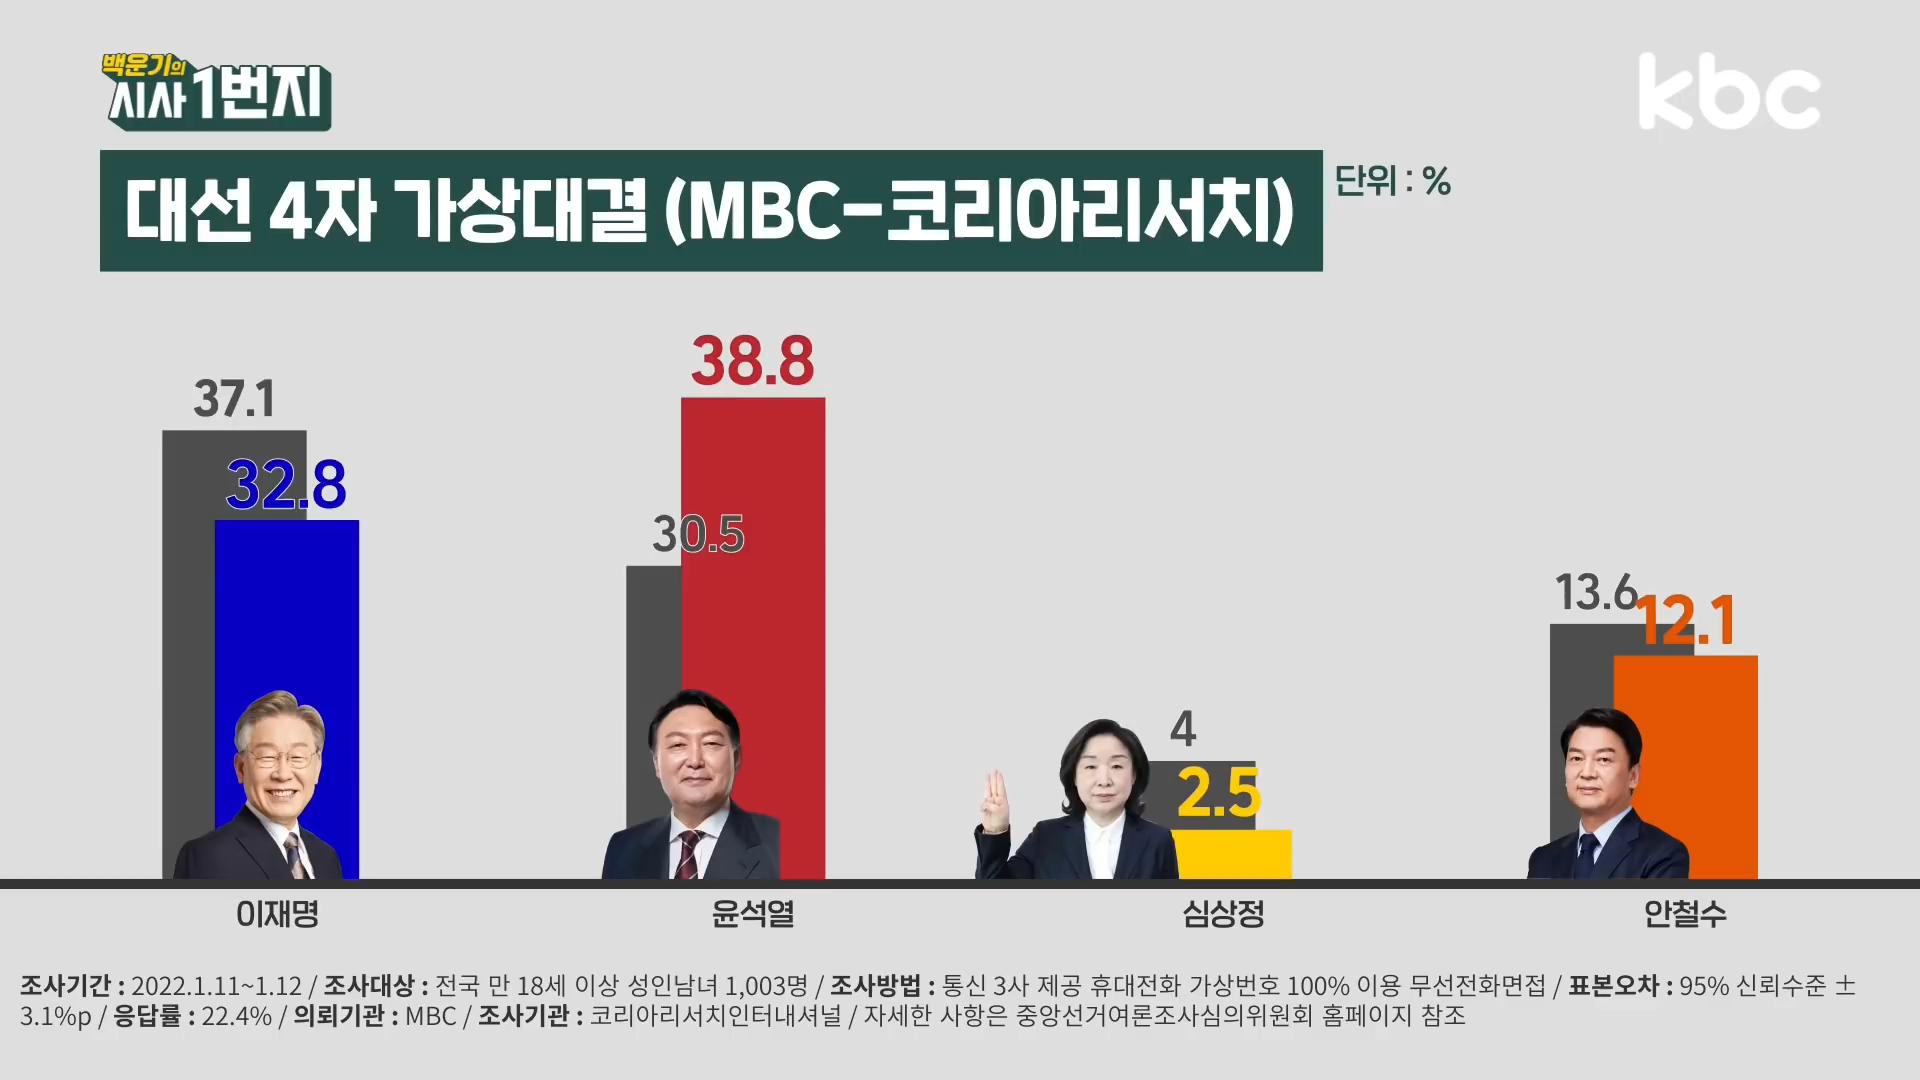 백운기의
시사 1번지
kbc
대선 4자 가상대결 (MBC-코리아리서치)
단위 : %
37.1
32.8
30.5
38.8
4
2.5
13.6
12.1
이재명
윤석열
심상정
안철수
조사기간 : 2022.1.11~1.12 / 조사대상 : 전국 만 18세 이상 성인남녀 1,003명 / 조사방법 : 통신 3사 제공 휴대전화 가상번호 100% 이용 무선전화면접 / 표본오차 : 95% 신뢰수준 ±
3.1%p / 응답률 : 22.4% / 의뢰기관 : MBC / 조사기관 : 코리아리서치인터내셔널 / 자세한 사항은 중앙선거여론조사심의위원회 홈페이지 참조